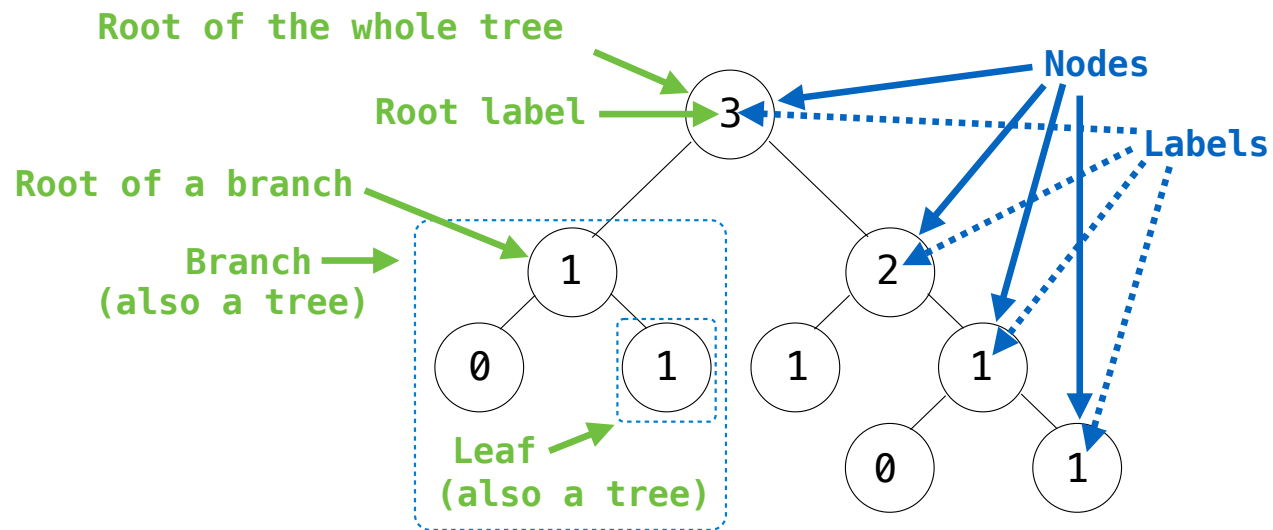 Root of the whole tree
Nodes
Root label
3
Labels
Root of a branch
Branch
(also a tree)
1
2
0
1
1
1
Leaf
(also a tree)
0
1